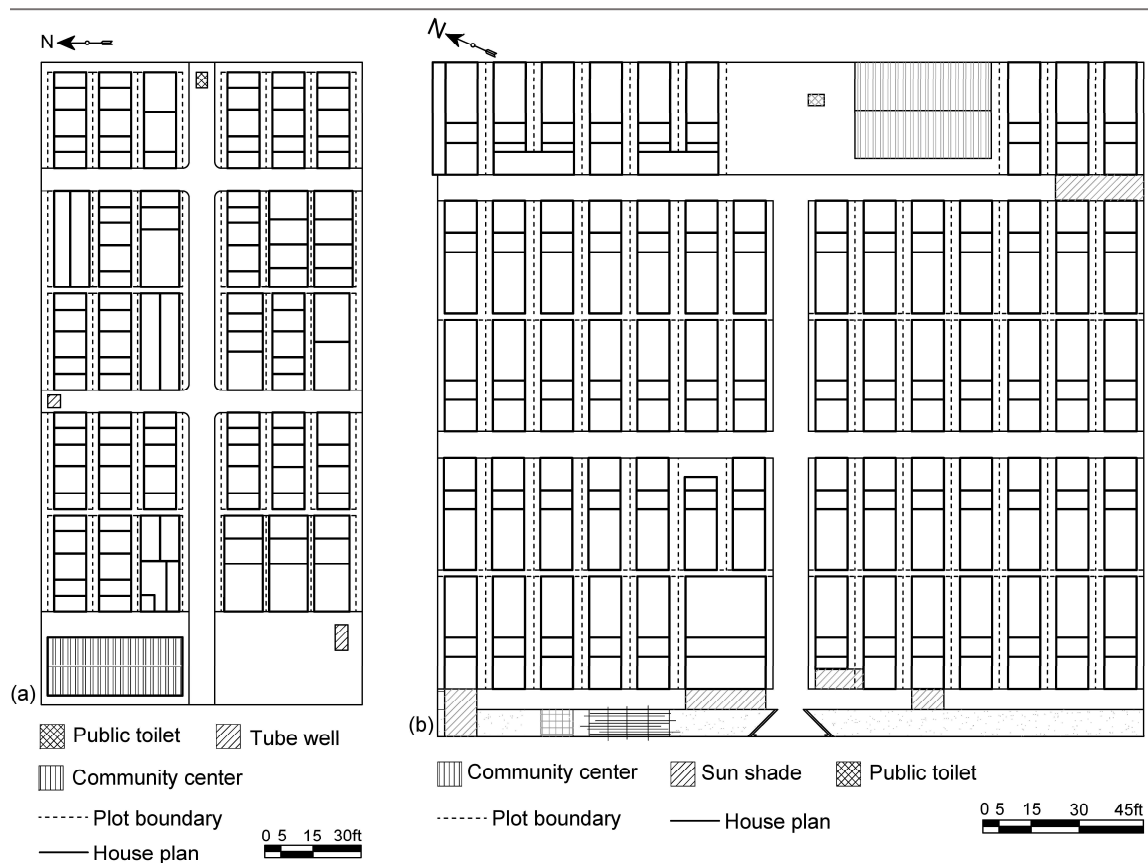 N
N
(a)
Public toilet
Tube well
Community center
Plot boundary
House plan
0 5 15 30ft
(b)
Community center
Sun shade
Public toilet
Plot boundary
House plan
0 5 15 30 45ft